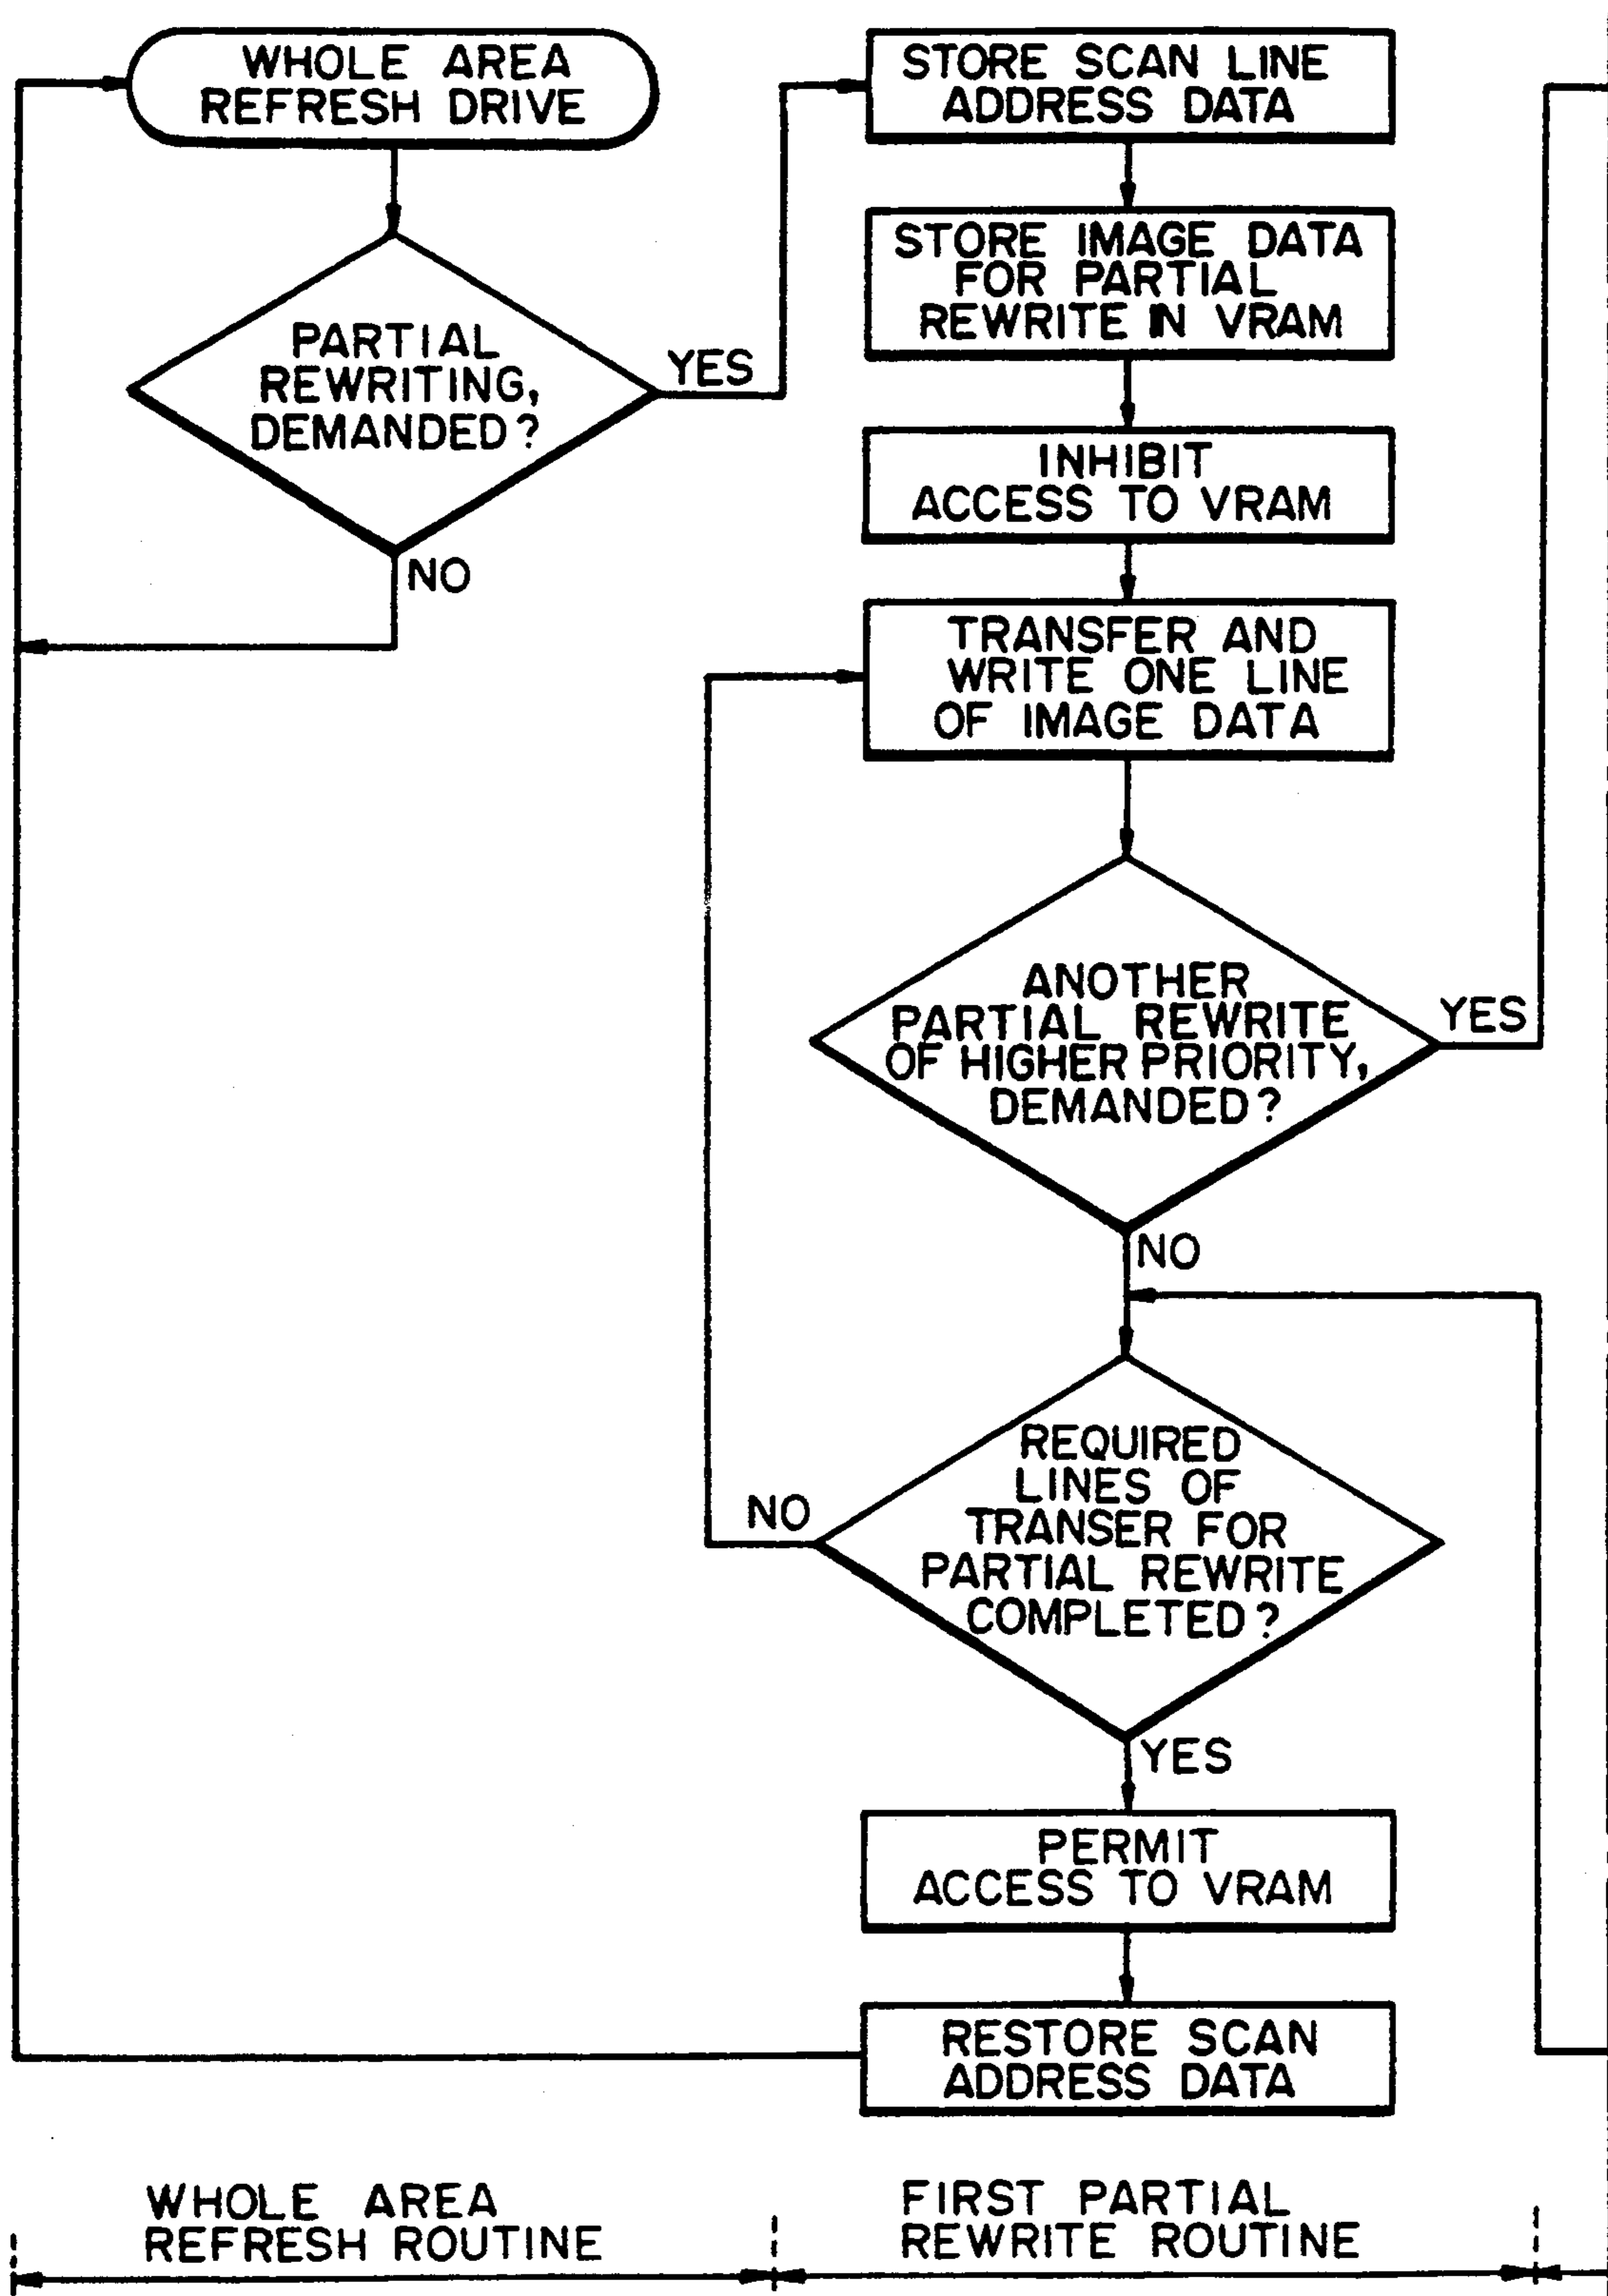 WHOLE AREA
REFRESH DRIVE
PARTIAL
REWRITING,
DEMANDED?
YES
NO
STORE SCAN LINE
ADDRESS DATA
STORE IMAGE DATA
FOR PARTIAL
REWRITE IN VRAM
INHIBIT
ACCESS TO VRAM
TRANSFER AND
WRITE ONE LINE
OF IMAGE DATA
ANOTHER
PARTIAL REWRITE
OF HIGHER PRIORITY,
DEMANDED?
YES
NO
REQUIRED
LINES OF
TRANSER FOR
PARTIAL REWRITE
COMPLETED?
NO
YES
PERMIT
ACCESS TO VRAM
RESTORE SCAN
ADDRESS DATA
WHOLE AREA
REFRESH ROUTINE
FIRST PARTIAL
REWRITE ROUTINE